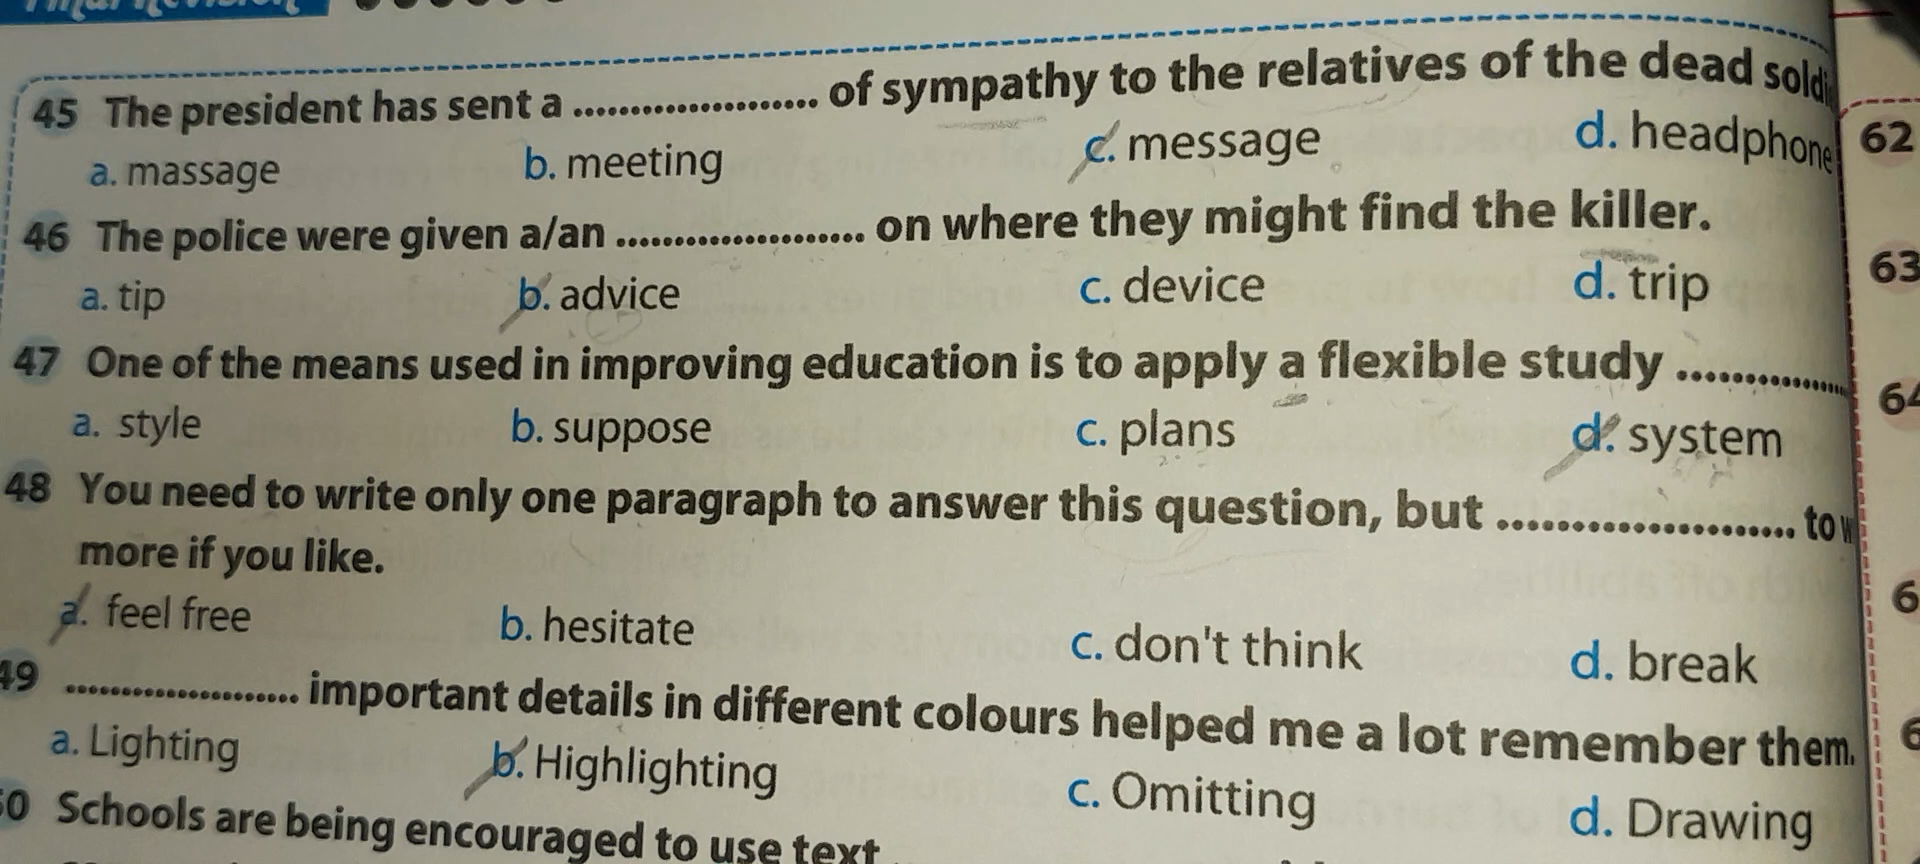 Final Revision
45 The president has sent a .................... of sympathy to the relatives of the dead
a. massage b. meeting c. message d. headphone
62
46 The police were given a/an .................... on where they might find the killer.
63
a. tip b. advice c. device d. trip
47 One of the means used in improving education is to apply a flexible study ..............
a. style b. suppose c. plans d. system
48 You need to write only one paragraph to answer this question, but .................... to
more if you like.
a. feel free b. hesitate c. don't think d. break
49 .................... important details in different colours helped me a lot remember them.
a. Lighting b. Highlighting c. Omitting d. Drawing
50 Schools are being encouraged to use text